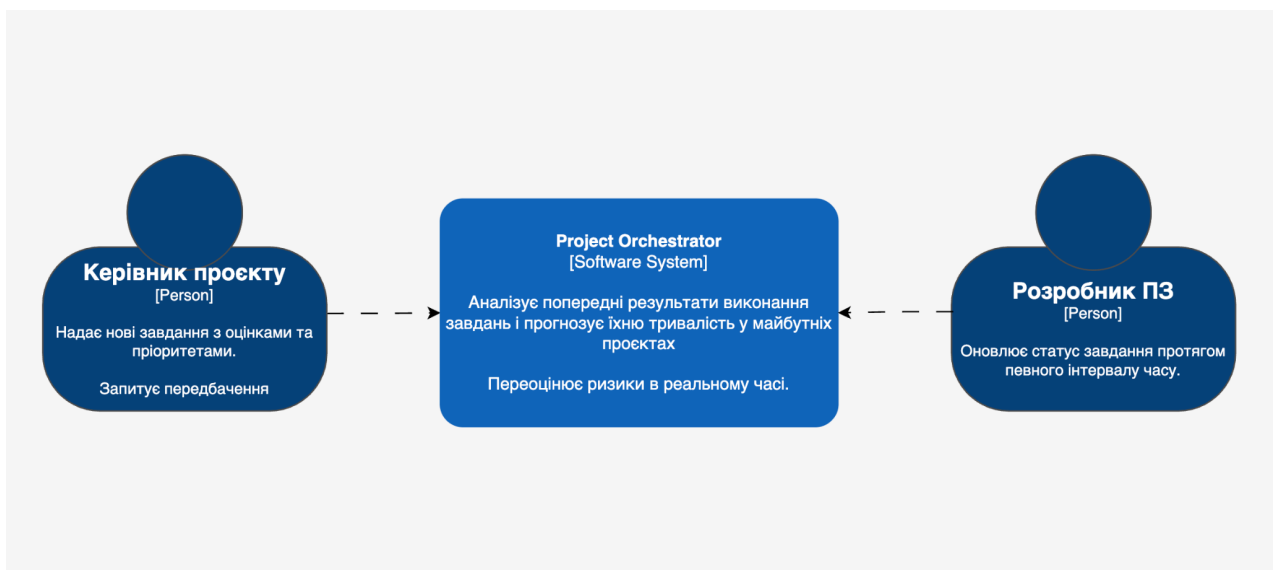 Керівник проєкту
[Person]
Надає нові завдання з оцінками та
пріоритетами.
Запитує передбачення
Project Orchestrator
[Software System]
Аналізує попередні результати виконання
завдань і прогнозує їхню тривалість у майбутніх
проєктах
Переоцінює ризики в реальному часі.
Розробник ПЗ
[Person]
Оновлює статус завдання протягом
певного інтервалу часу.